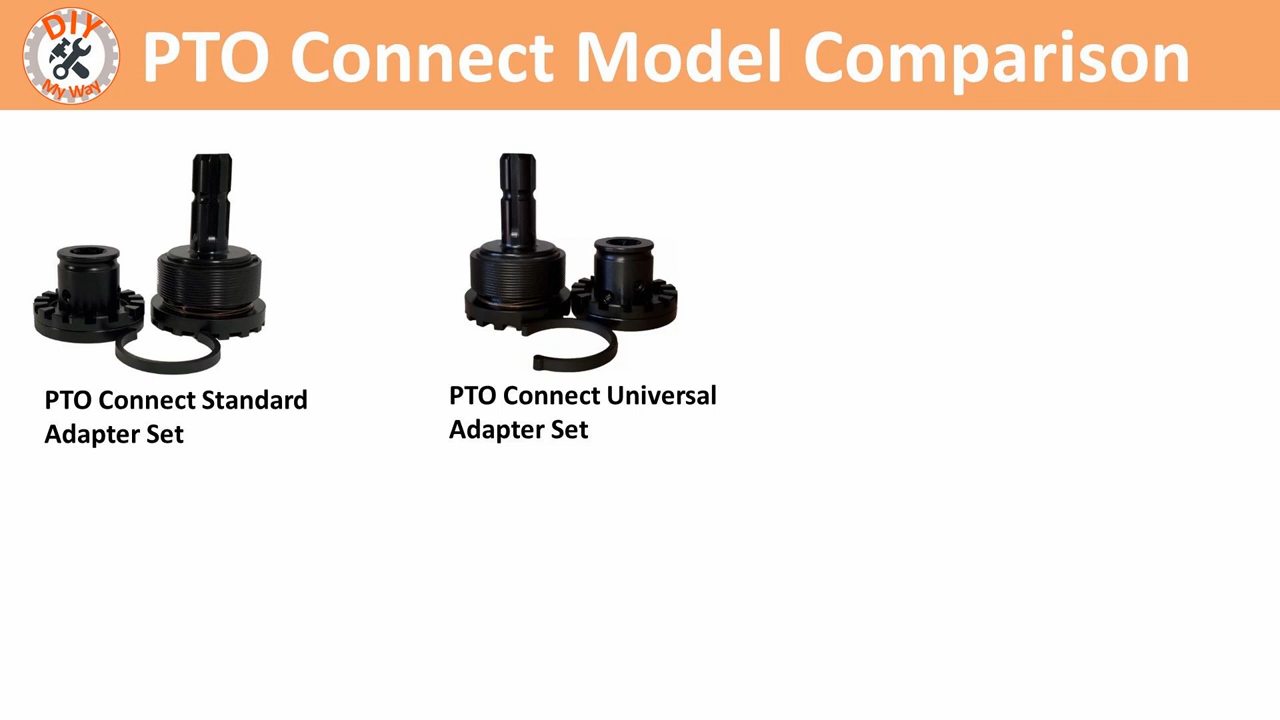 DIY
My Way
PTO Connect Model Comparison
PTO Connect Standard
Adapter Set
PTO Connect Universal
Adapter Set